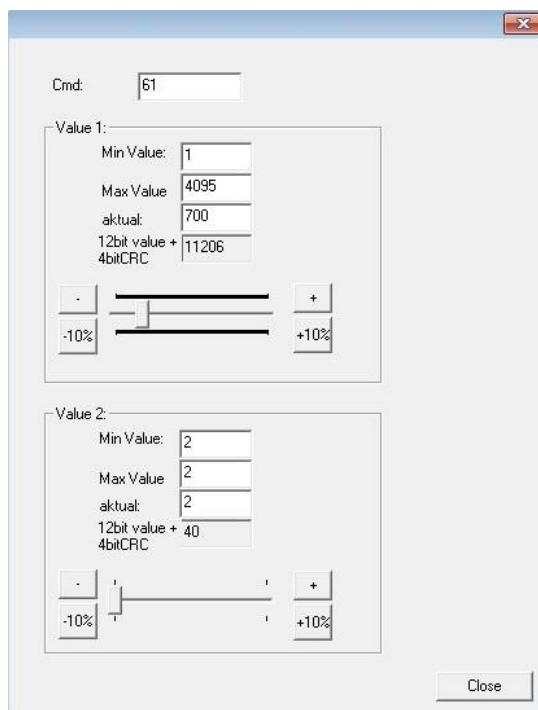 Cmd: 61
Value 1:
Min Value: 1
Max Value 4095
aktual: 700
12bit value + 11206
4bitCRC
- +
-10% +10%
Value 2:
Min Value: 2
Max Value 2
aktual: 2
12bit value + 40
4bitCRC
- +
-10% +10%
Close